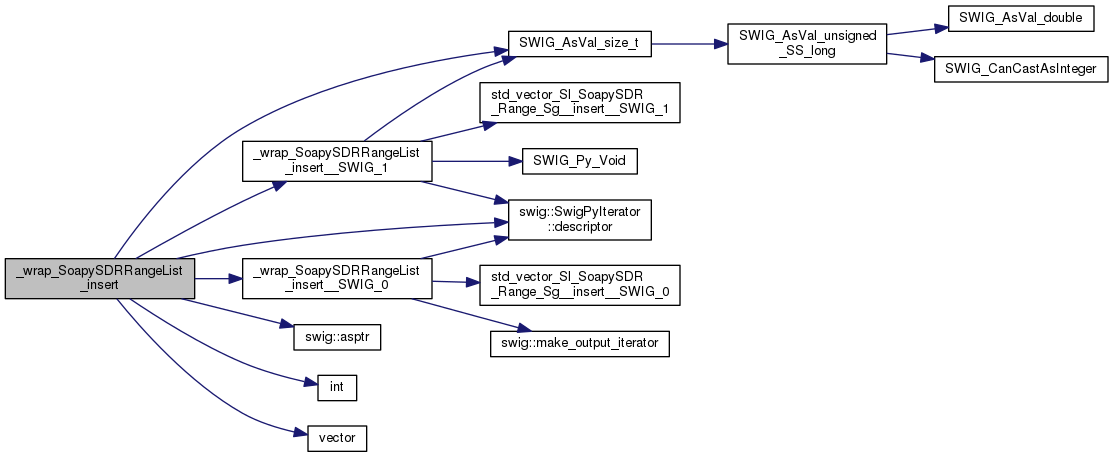 _wrap_SoapySDRRangeList
_insert
SWIG_AsVal_size_t
_wrap_SoapySDRRangeList
_insert__SWIG_1
swig::SwigPyIterator
::descriptor
_wrap_SoapySDRRangeList
_insert__SWIG_0
swig::asptr
int
vector
SWIG_AsVal_unsigned
_SS_long
SWIG_AsVal_double
SWIG_CanCastAsInteger
std_vector_Sl_SoapySDR
_Range_Sg__insert__SWIG_1
SWIG_Py_Void
std_vector_Sl_SoapySDR
_Range_Sg__insert__SWIG_0
swig::make_output_iterator